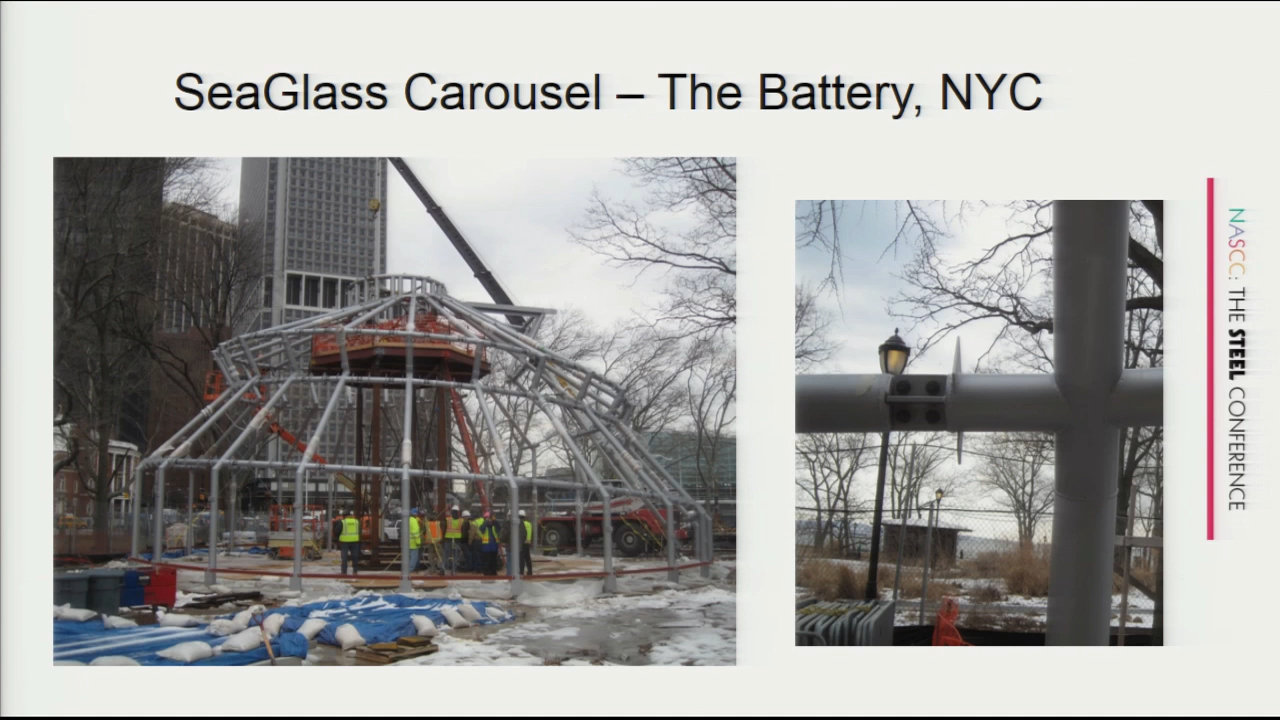 SeaGlass Carousel – The Battery, NYC
NASCC: THE STEEL CONFERENCE